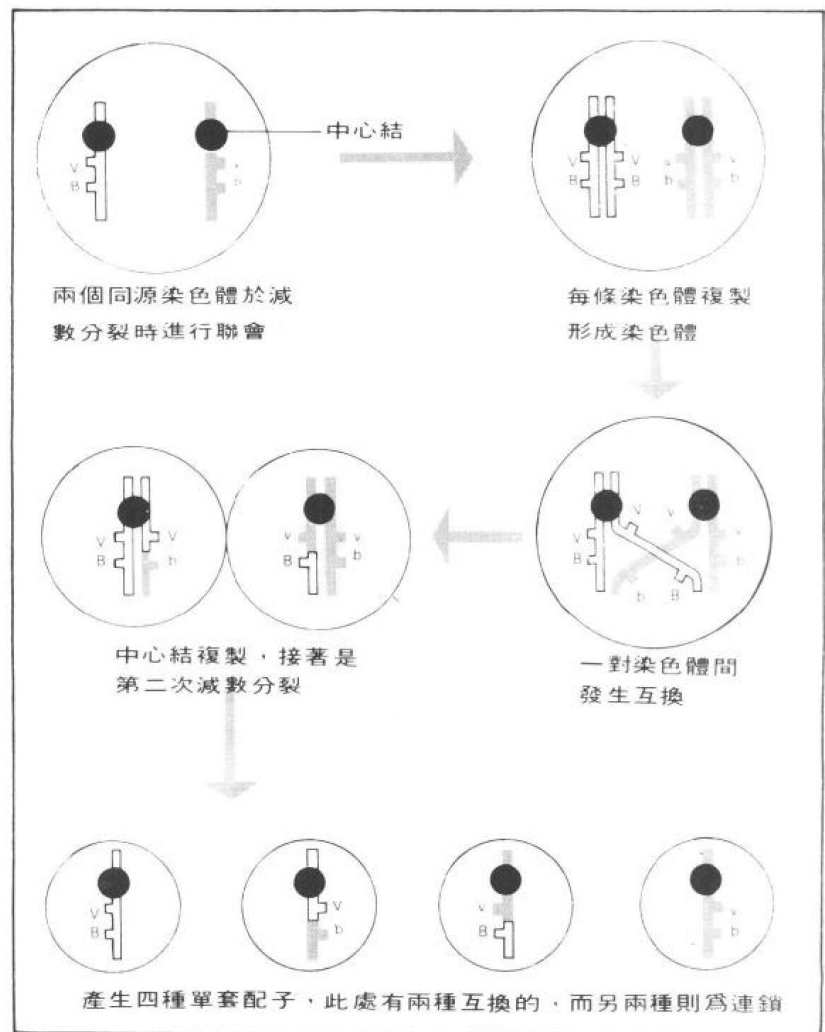 中心結
V
B
v
b
V
B
V
B
v
b
v
b
兩個同源染色體於減
數分裂時進行聯會
每條染色體複製
形成染色體
V
B
V
b
v
B
v
b
V
B
V
v
v
b
b
B
中心結複製，接著是
第二次減數分裂
一對染色體間
發生互換
V
B
V
b
v
B
v
b
產生四種單套配子，此處有兩種互換的，而另兩種則爲連鎖